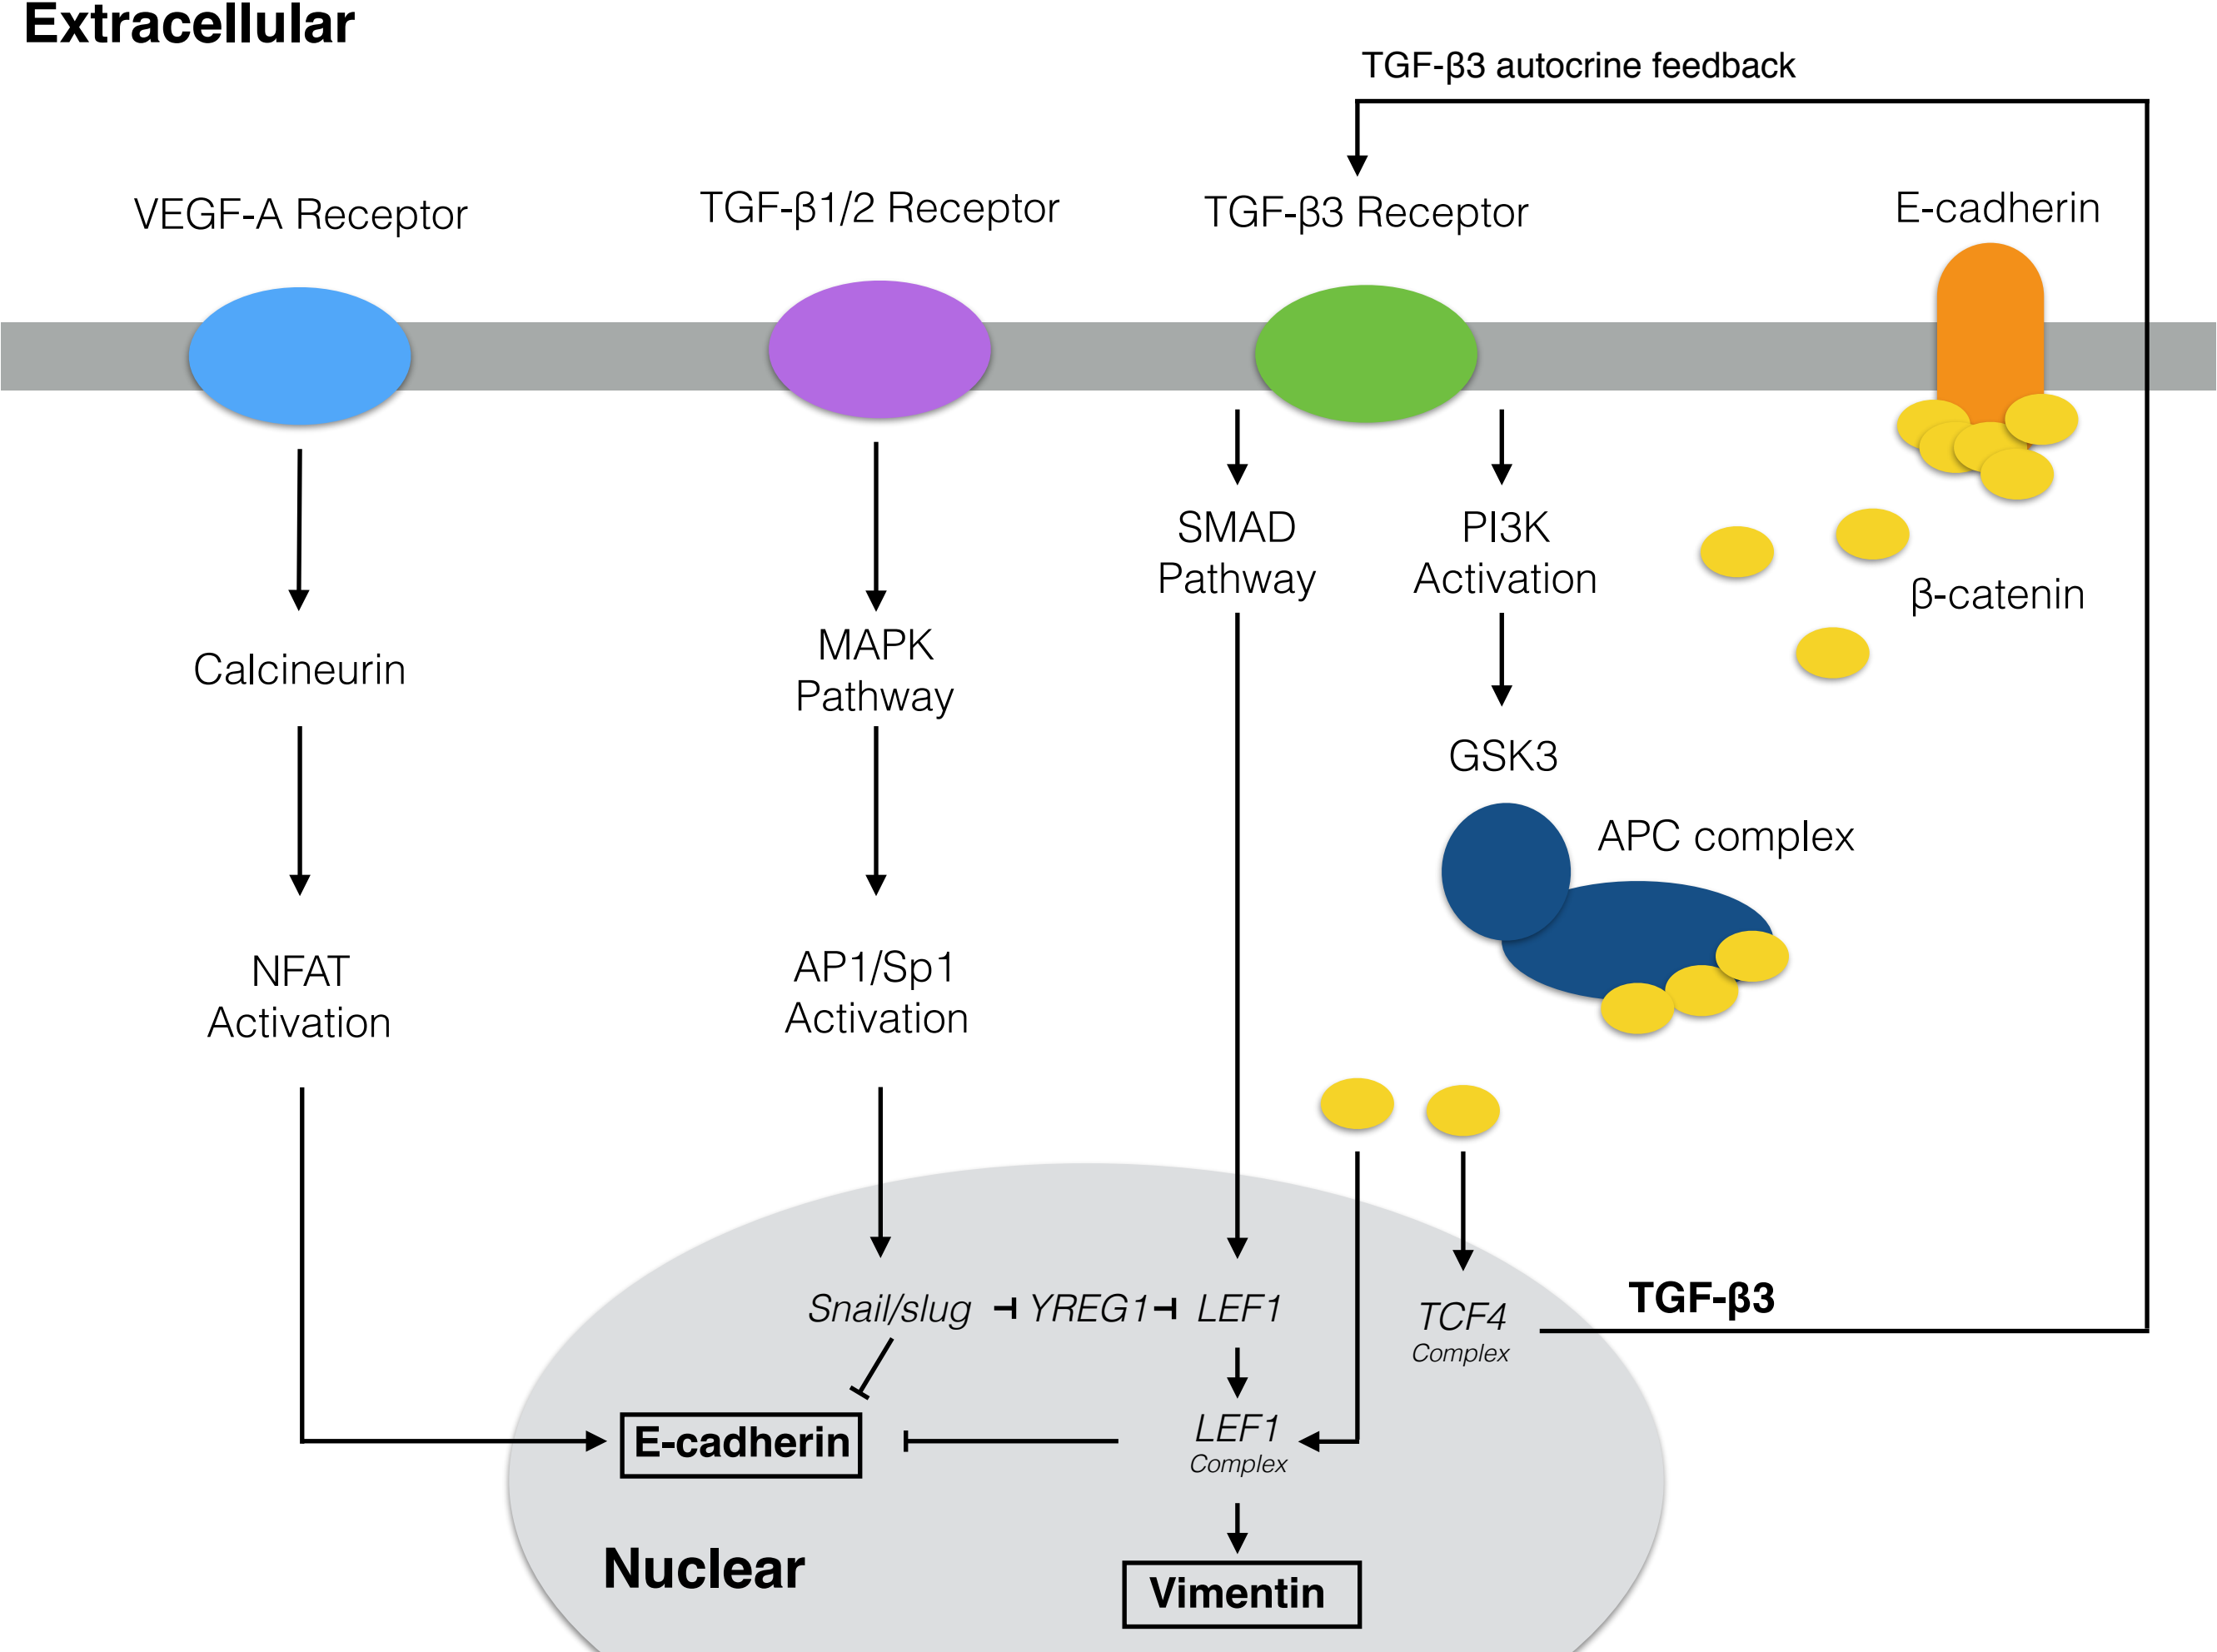 Extracellular
TGF-β3 autocrine feedback
VEGF-A Receptor
TGF-β1/2 Receptor
TGF-β3 Receptor
E-cadherin
SMAD
Pathway
PI3K
Activation
β-catenin
Calcineurin
MAPK
Pathway
GSK3
APC complex
NFAT
Activation
AP1/Sp1
Activation
Snail/slug
YREG1
LEF1
TCF4
Complex
TGF-β3
E-cadherin
LEF1
Complex
Nuclear
Vimentin